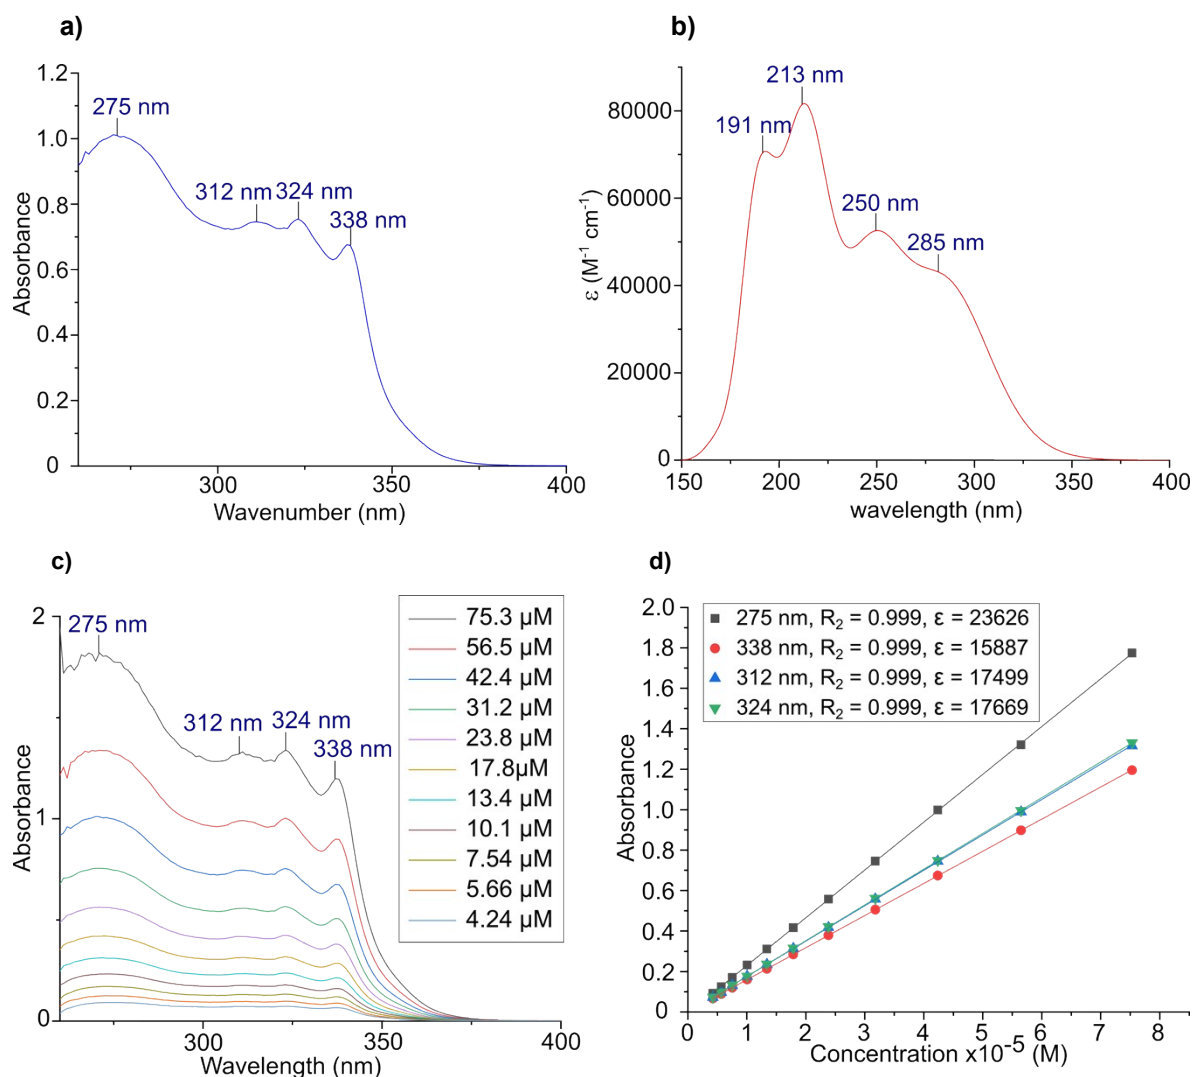 a)
1.2
1.0
0.8
0.6
0.4
0.2
0
275 nm
312 nm
324 nm
338 nm
Absorbance
300
350
400
Wavenumber (nm)
b)
80000
60000
40000
20000
0
191 nm
213 nm
250 nm
285 nm
ε (M⁻¹ cm⁻¹)
150
200
250
300
350
400
wavelength (nm)
c)
2
1
0
275 nm
312 nm
324 nm
338 nm
75.3 µM
56.5 µM
42.4 µM
31.2 µM
23.8 µM
17.8µM
13.4 µM
10.1 µM
7.54 µM
5.66 µM
4.24 µM
Absorbance
300
350
400
Wavelength (nm)
d)
2.0
1.8
1.6
1.4
1.2
1.0
0.8
0.6
0.4
0.2
0
275 nm, R₂ = 0.999, ε = 23626
338 nm, R₂ = 0.999, ε = 15887
312 nm, R₂ = 0.999, ε = 17499
324 nm, R₂ = 0.999, ε = 17669
Absorbance
0
1
2
3
4
5
6
7
8
Concentration x10⁻⁵ (M)